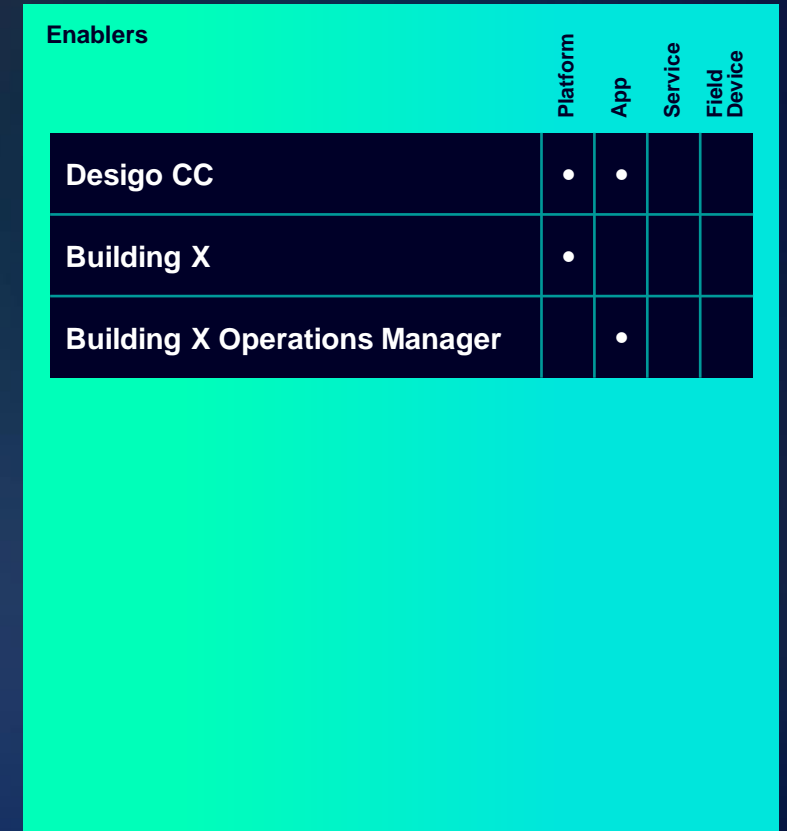 Enablers
Platform
App
Service
Field
Device
Desigo CC • •
Building X •
Building X Operations Manager •